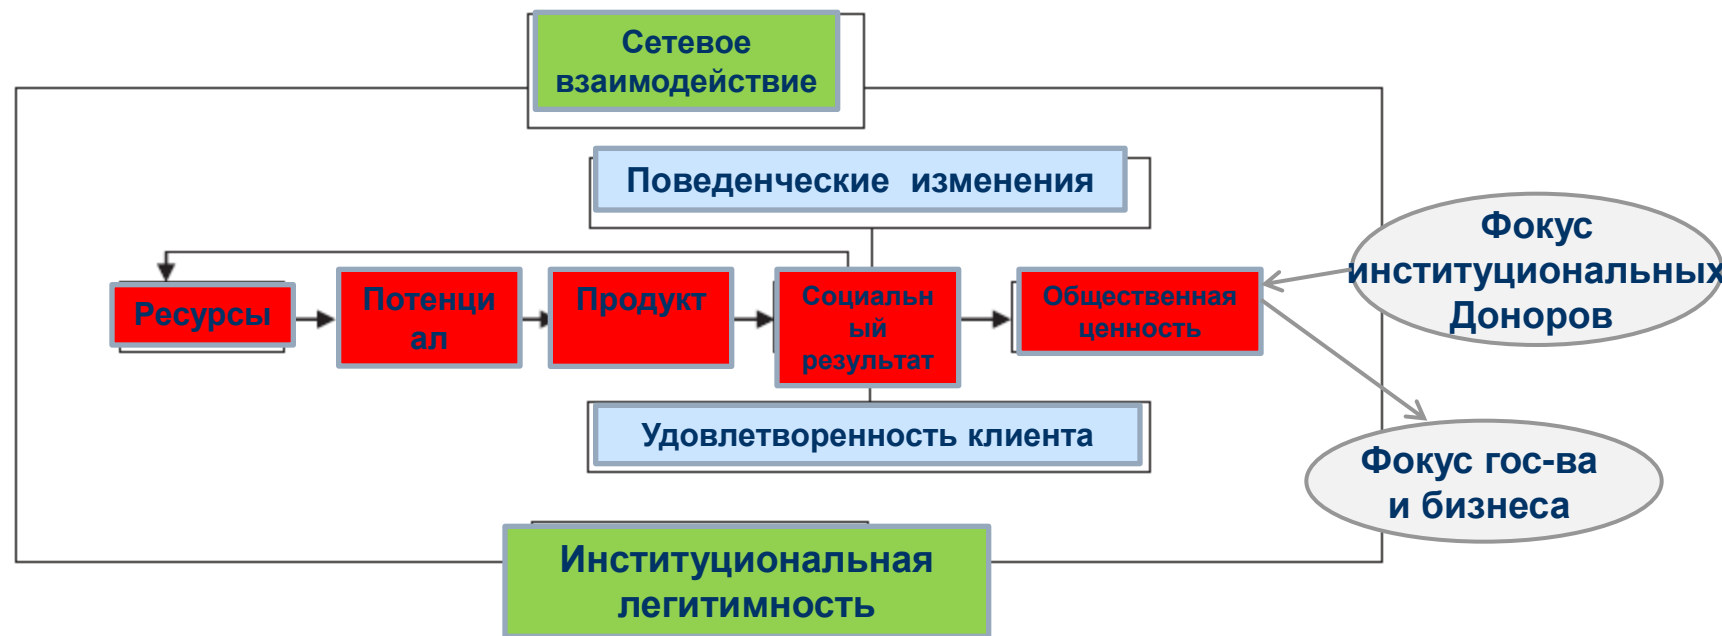 Сетевое
взаимодействие
Поведенческие изменения
Фокус
институциональных
Доноров
Ресурсы
Потенци
ал
Продукт
Социальн
ый
результат
Общественная
ценность
Удовлетворенность клиента
Фокус гос-ва
и бизнеса
Институциональная
легитимность